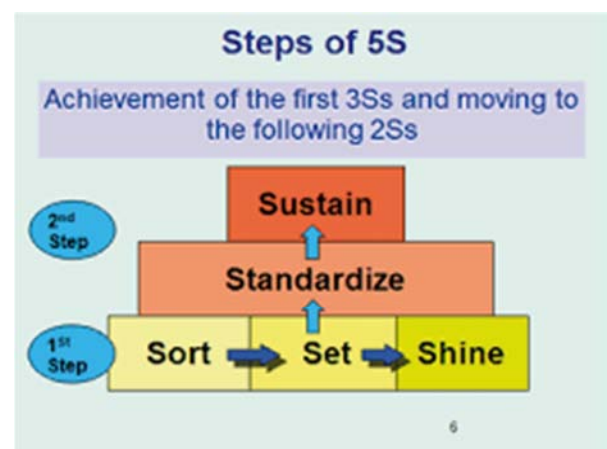 Steps of 5S
Achievement of the first 3Ss and moving to
the following 2Ss
Sustain
2nd
Step
Standardize
1st
Step
Sort Set Shine
6